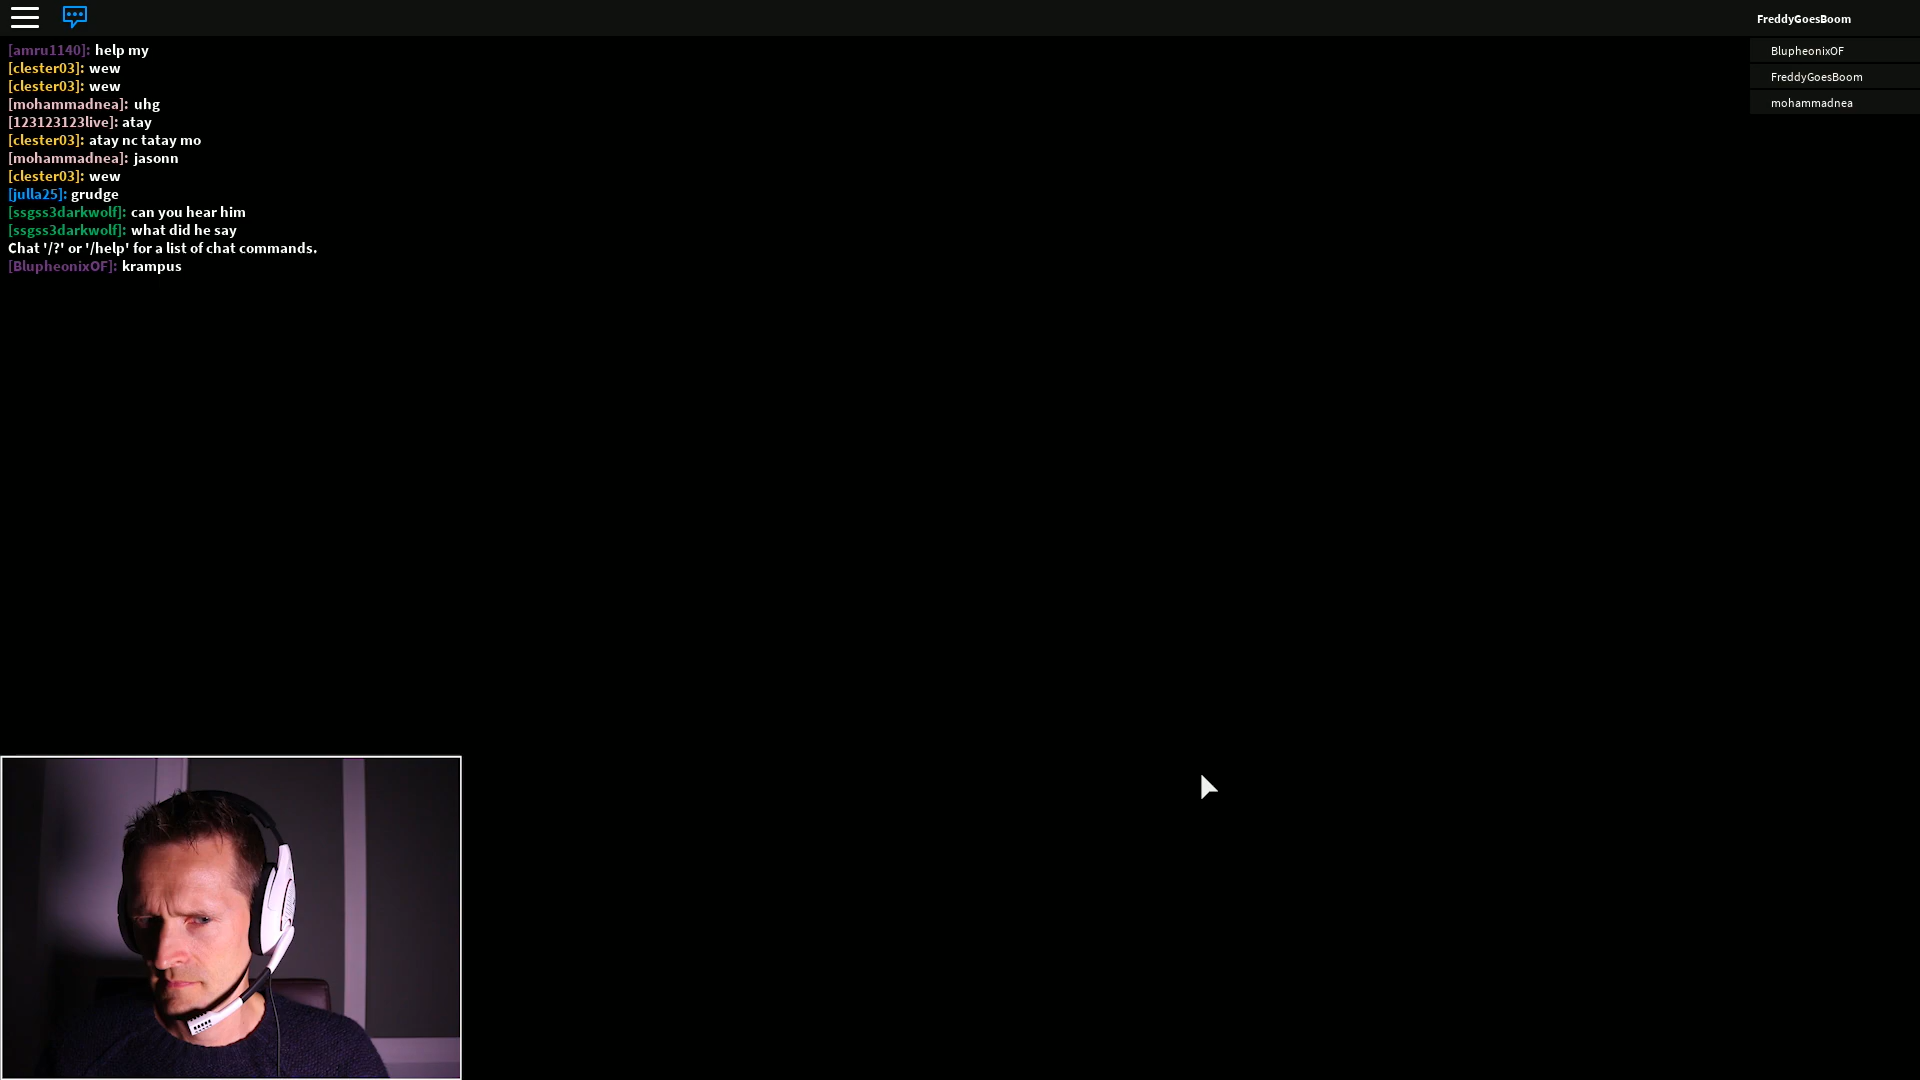 FreddyGoesBoom
[amru1140]: help my
[clester03]: wew
[clester03]: wew
[mohammadnea]: uhg
[123123123live]: atay
[clester03]: atay nc tatay mo
[mohammadnea]: jasonn
[clester03]: wew
[julla25]: grudge
[ssgss3darkwolf]: can you hear him
[ssgss3darkwolf]: what did he say
Chat '/?' or '/help' for a list of chat commands.
[BlupheonixOF]: krampus
BlupheonixOF
FreddyGoesBoom
mohammadnea